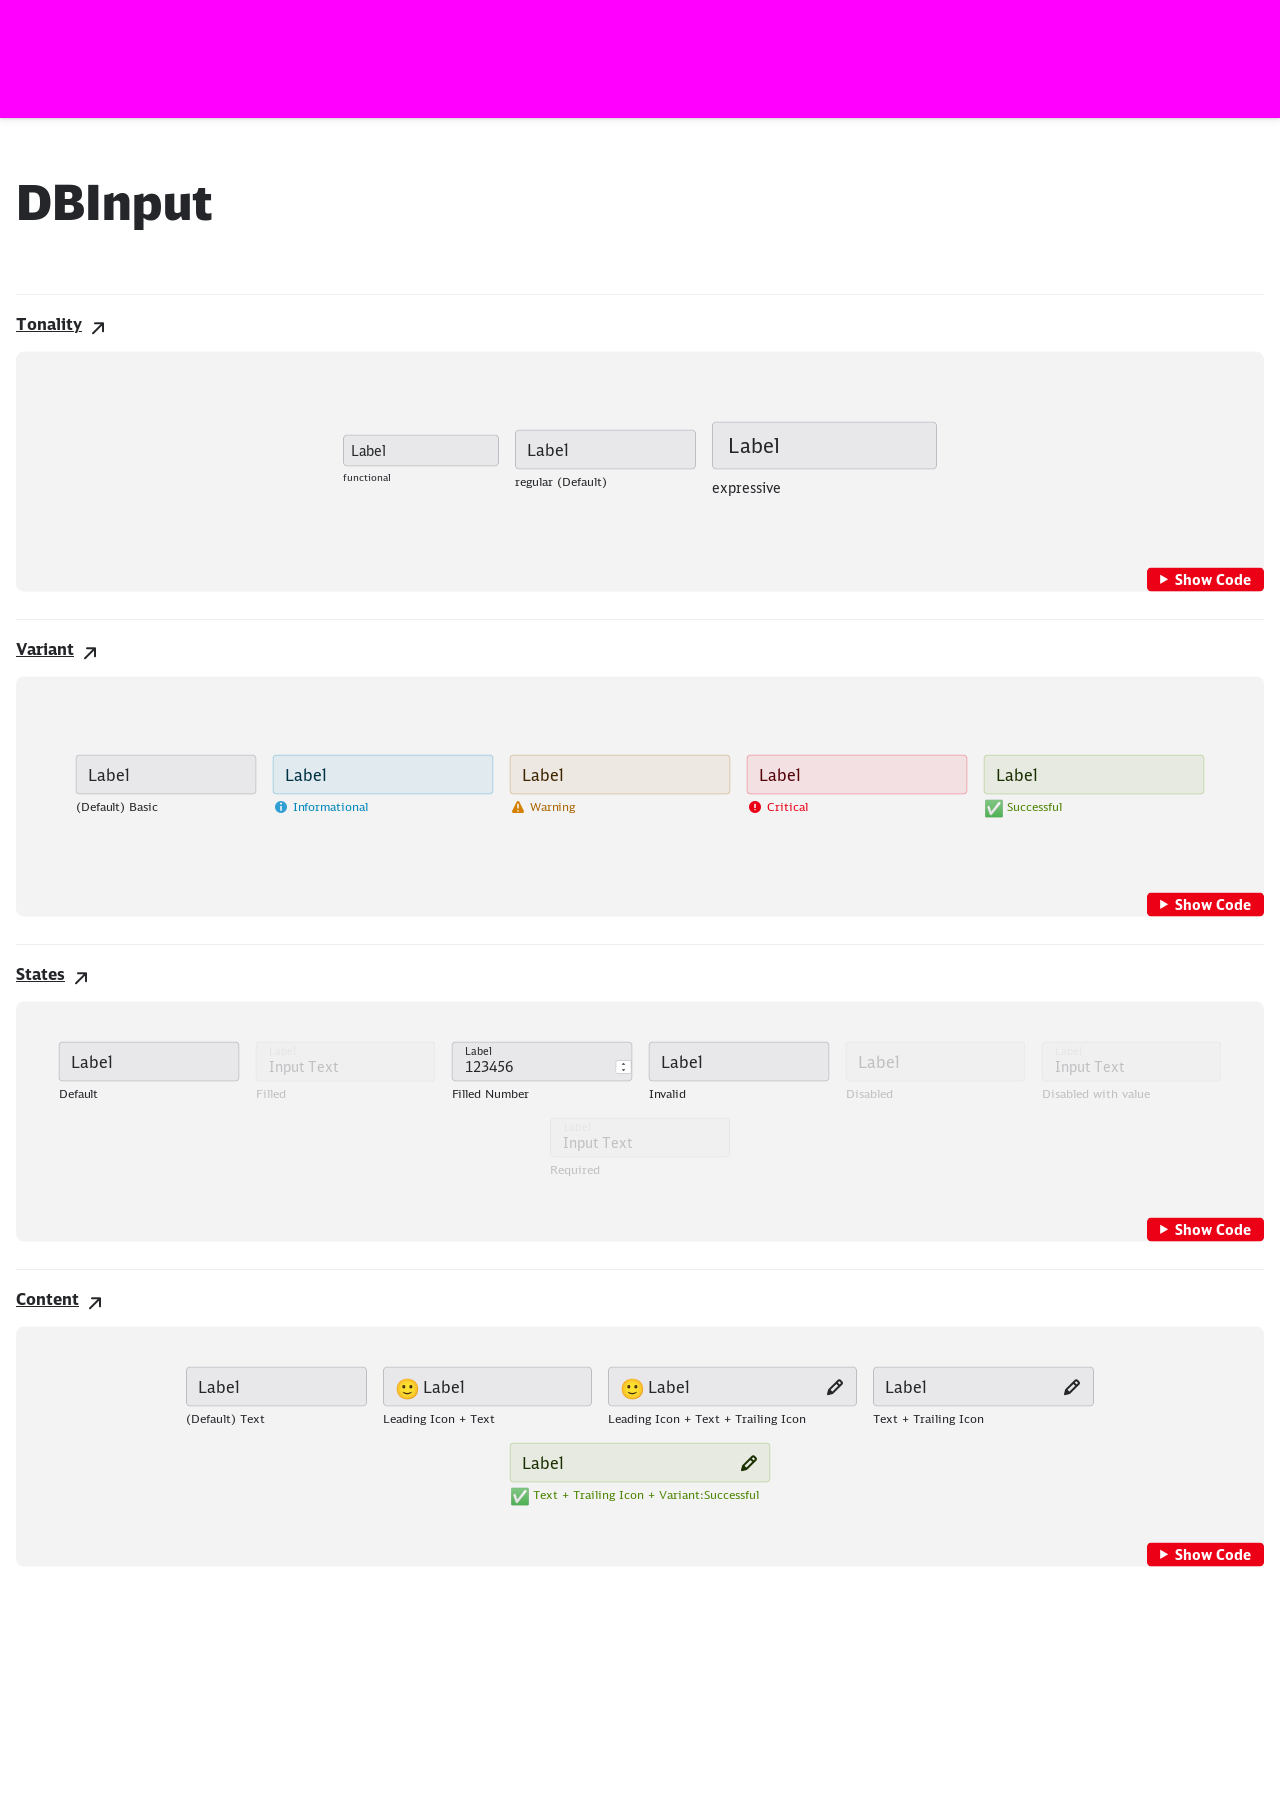 DBInput
Tonality
Label
Label
Label
functional
regular (Default)
expressive
Show Code
Variant
Label
Label
Label
Label
Label
(Default) Basic
Informational
Warning
Critical
Successful
Show Code
States
Label
Label
Input Text
Label
123456
Label
Label
Label
Input Text
Default
Filled
Filled Number
Invalid
Disabled
Disabled with value
Label
Input Text
Required
Show Code
Content
Label
Label
Label
Label
(Default) Text
Leading Icon + Text
Leading Icon + Text + Trailing Icon
Text + Trailing Icon
Label
Text + Trailing Icon + Variant:Successful
Show Code